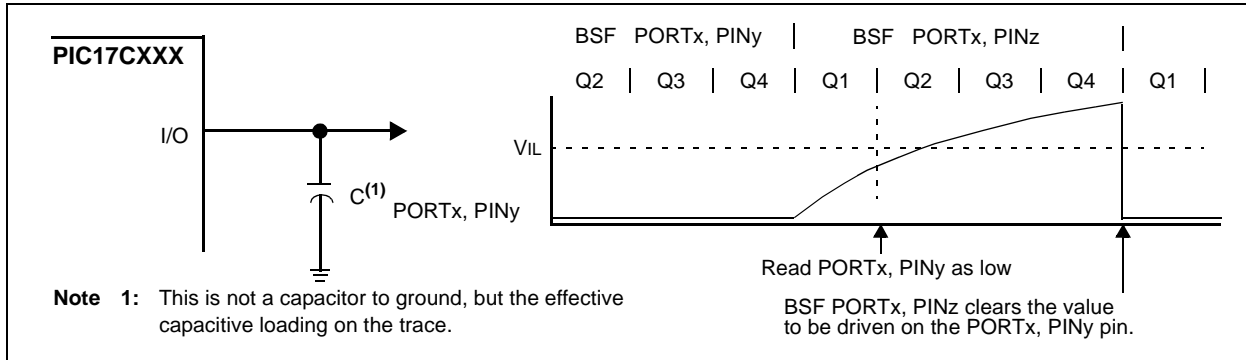 PIC17CXXX
I/O
C(1)
Note 1: This is not a capacitor to ground, but the effective
capacitive loading on the trace.
BSF PORTx, PINy | BSF PORTx, PINz |
Q2 | Q3 | Q4 | Q1 | Q2 | Q3 | Q4 | Q1 |
VIL
PORTx, PINy
Read PORTx, PINy as low
BSF PORTx, PINz clears the value
to be driven on the PORTx, PINy pin.